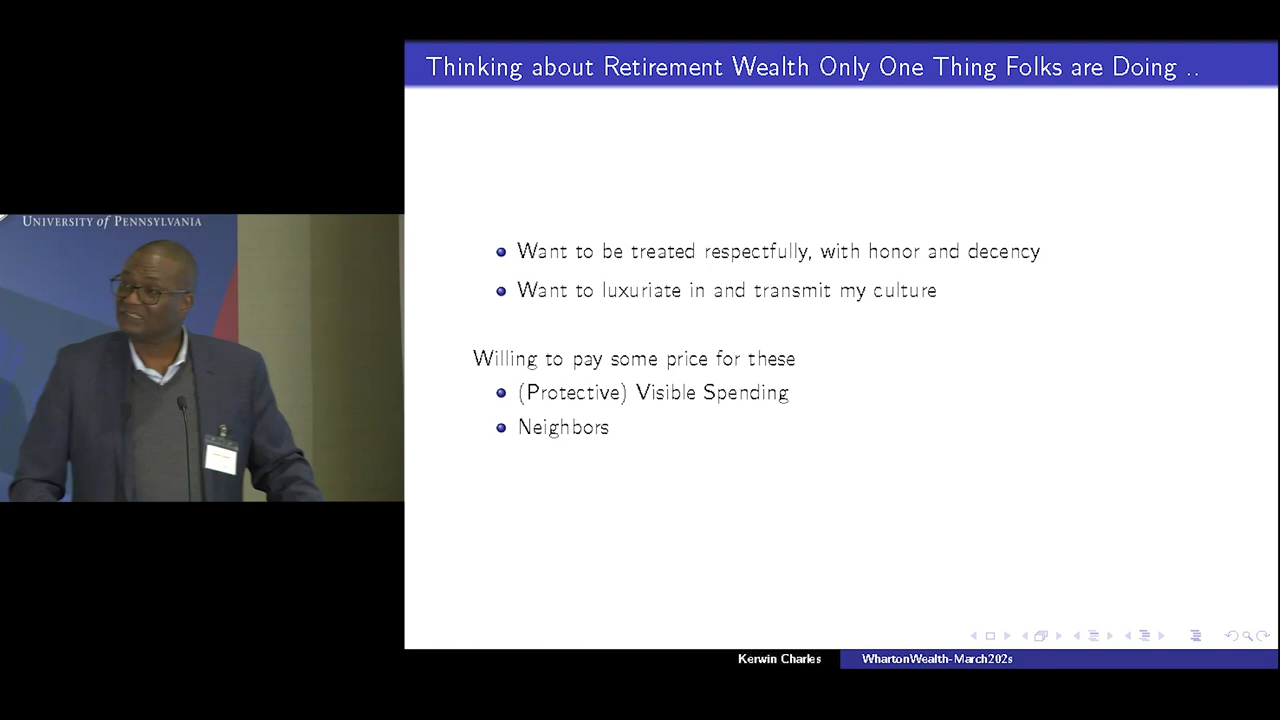 Thinking about Retirement Wealth Only One Thing Folks are Doing ..
UNIVERSITY of PENNSYLVANIA
Want to be treated respectfully, with honor and decency
Want to luxuriate in and transmit my culture
Willing to pay some price for these
(Protective) Visible Spending
Neighbors
Kerwin Charles
WhartonWealth-March202s